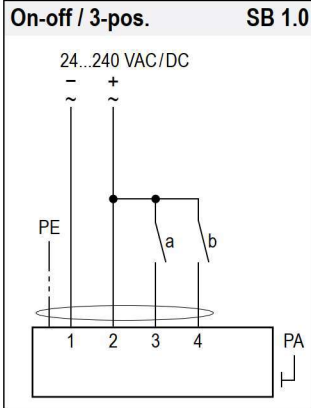 On-off / 3-pos. SB 1.0
24...240 VAC/DC
− +
~ ~
PE
a b
1 2 3 4 PA